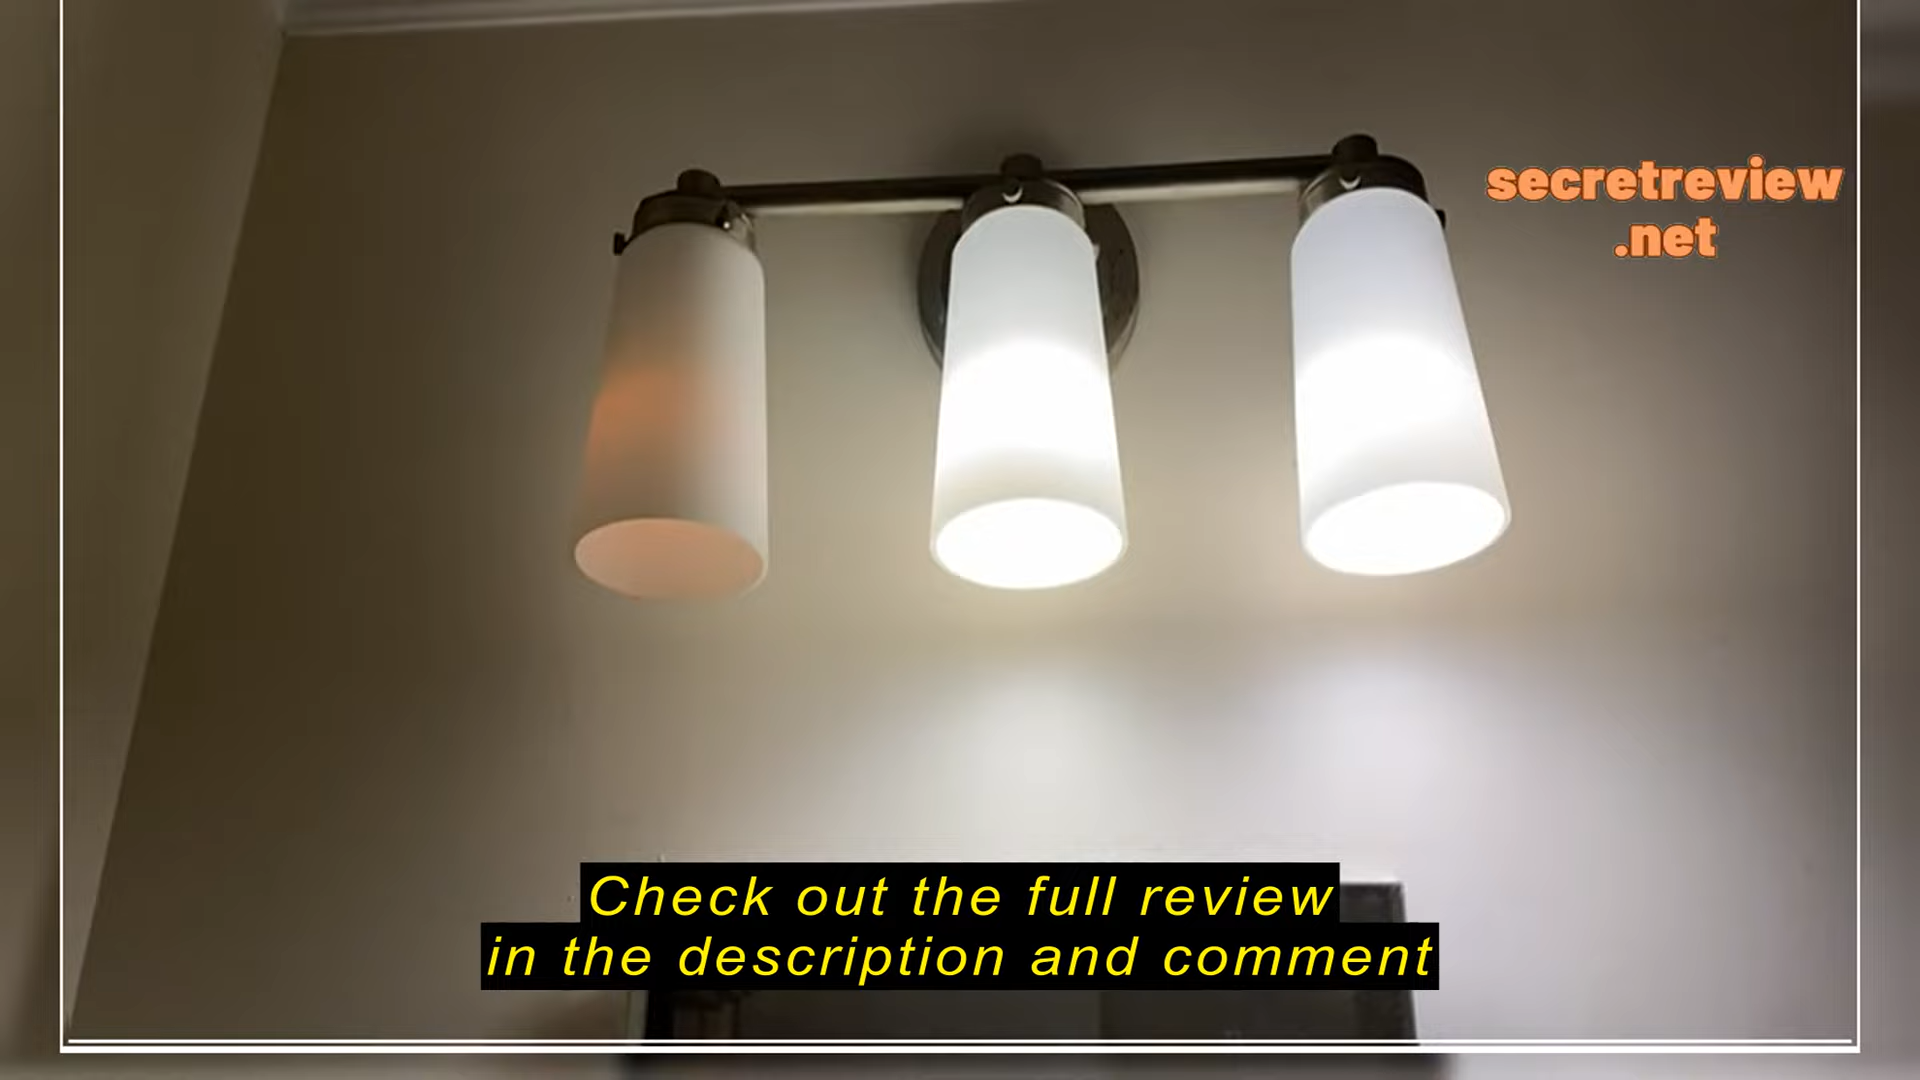 secretreview
.net
Check out the full review
in the description and comment